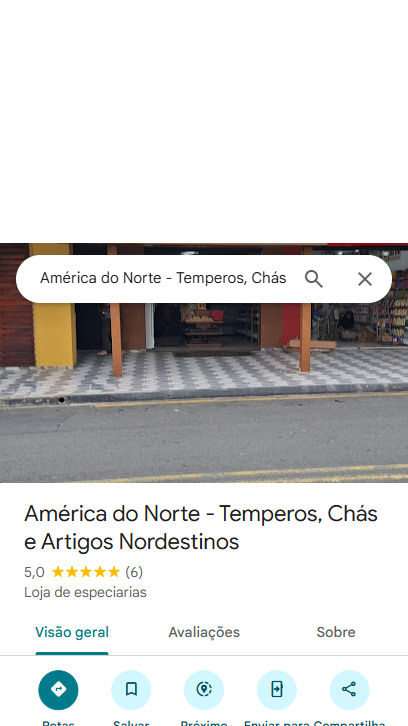 América do Norte - Temperos, Chás
América do Norte - Temperos, Chás
e Artigos Nordestinos
5,0 ★★★★★ (6)
Loja de especiarias
Visão geral Avaliações Sobre
Rotas Salvar Próximo Enviar para Compartilha